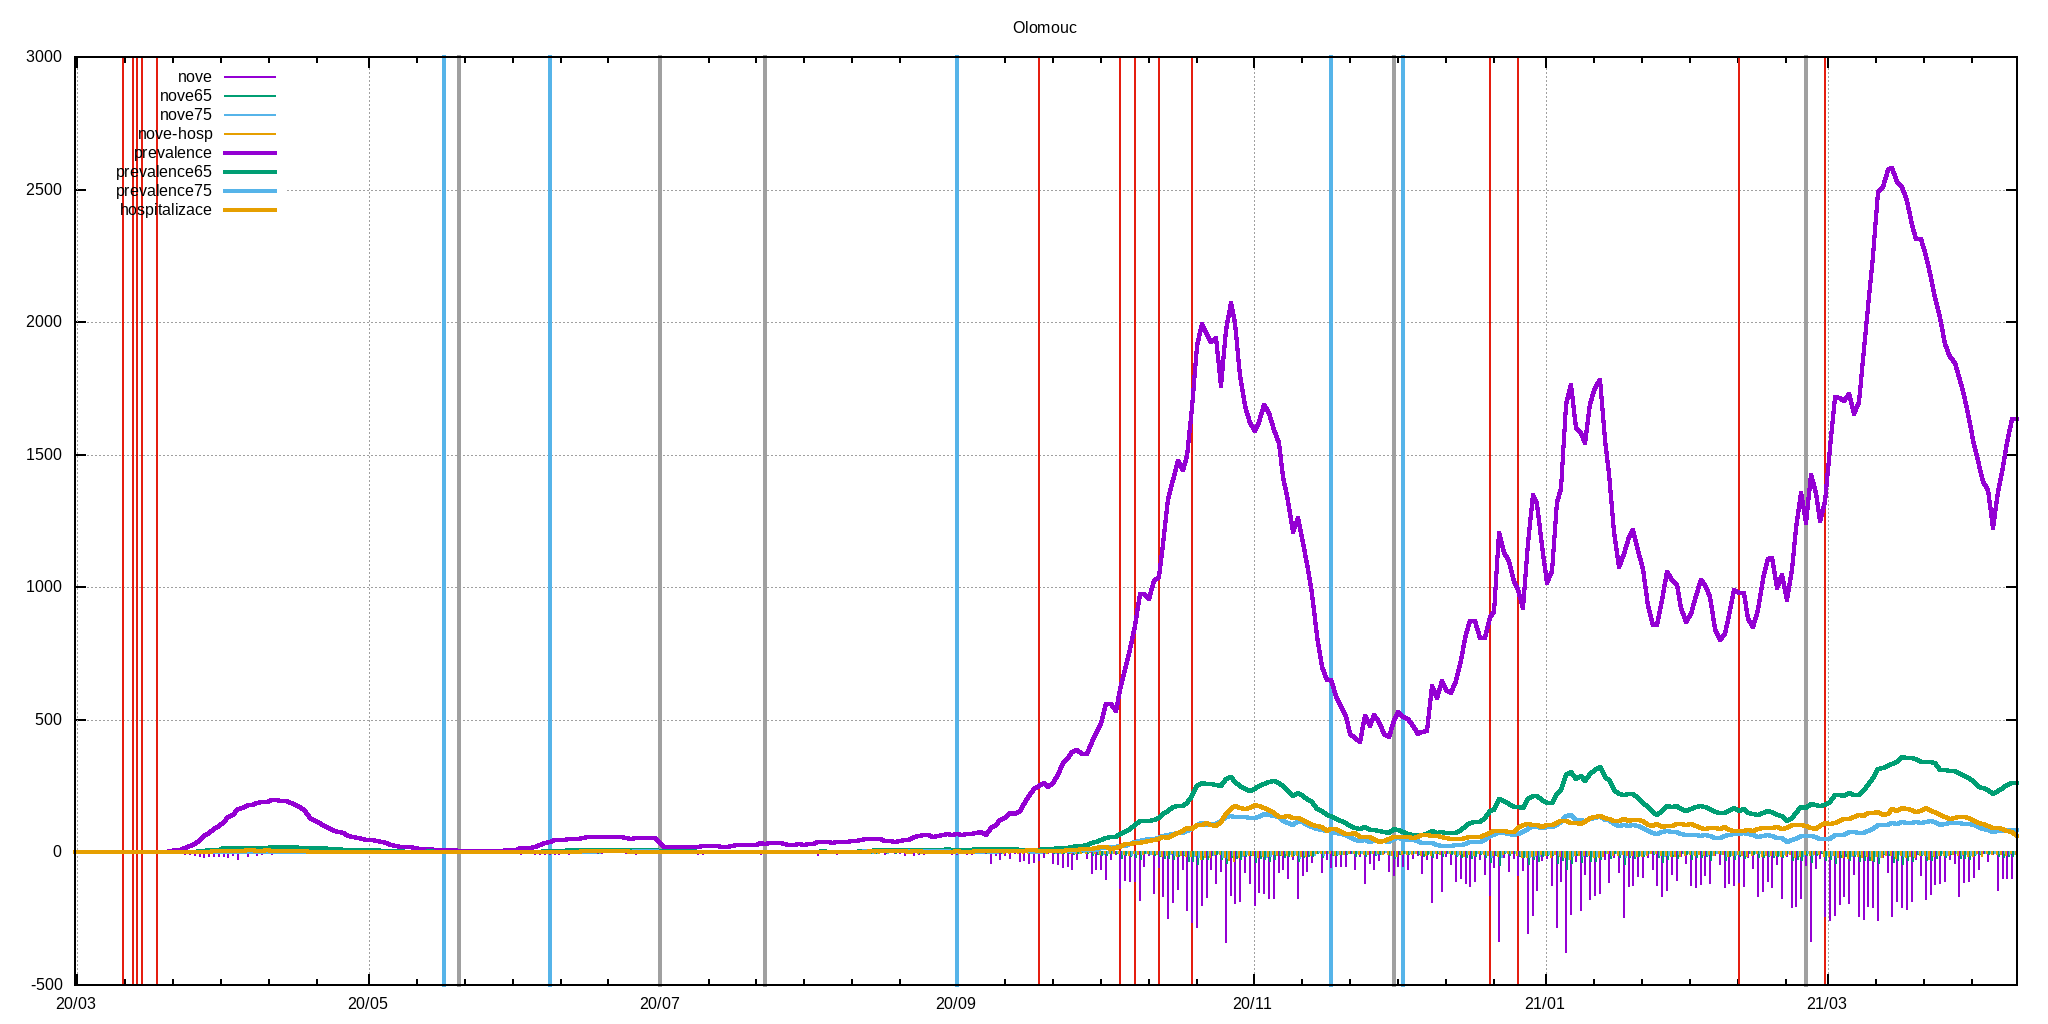 Olomouc
3000
2500
2000
1500
1000
500
0
-500
nove
nove65
nove75
nove-hosp
prevalence
prevalence65
prevalence75
hospitalizace
20/03 20/05 20/07 20/09 20/11 21/01 21/03